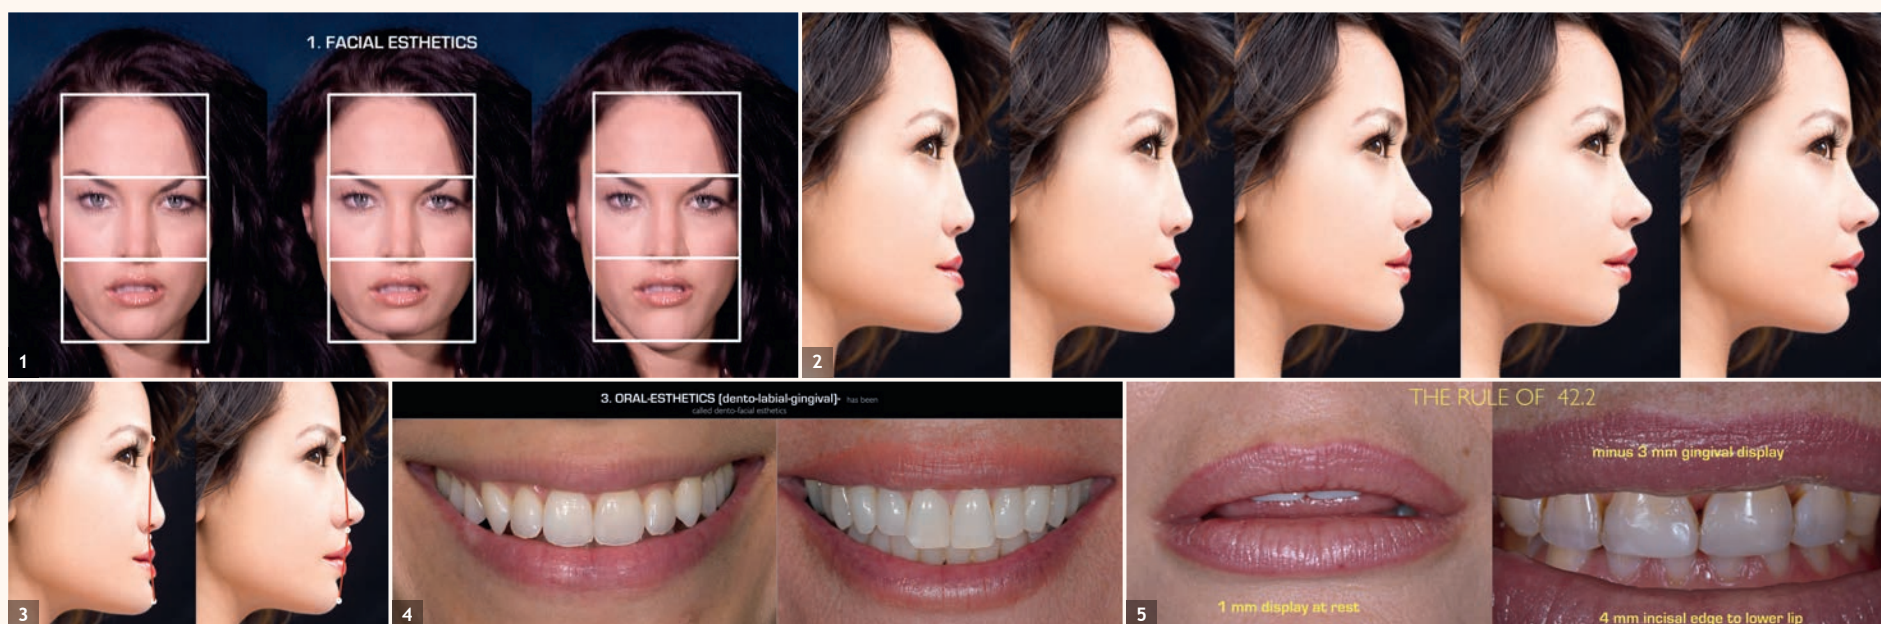 1. FACIAL ESTHETICS
1
2
3
3. ORAL-ESTHETICS (dento-labial-gingival)- has been
called dento-facial esthetics
4
THE RULE OF 42.2
minus 3 mm gingival display
1 mm display at rest
4 mm incisal edge to lower lip
5